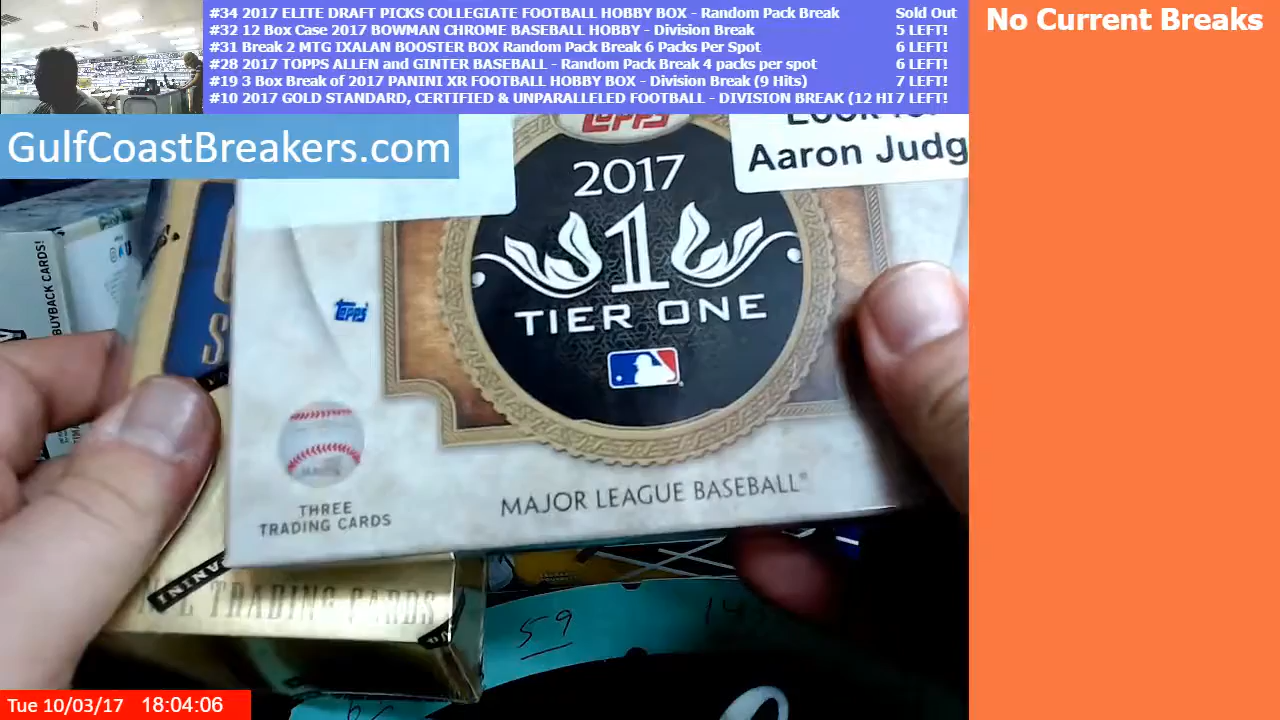 #34 2017 ELITE DRAFT PICKS COLLEGIATE FOOTBALL HOBBY BOX - Random Pack Break Sold Out
#32 12 Box Case 2017 BOWMAN CHROME BASEBALL HOBBY - Division Break 5 LEFT!
#31 Break 2 MTG IXALAN BOOSTER BOX Random Pack Break 6 Packs Per Spot 6 LEFT!
#28 2017 TOPPS ALLEN and GINTER BASEBALL - Random Pack Break 4 packs per spot 6 LEFT!
#19 3 Box Break of 2017 PANINI XR FOOTBALL HOBBY BOX - Division Break (9 Hits) 7 LEFT!
#10 2017 GOLD STANDARD, CERTIFIED & UNPARALLELED FOOTBALL - DIVISION BREAK (12 HI 7 LEFT!
No Current Breaks
GulfCoastBreakers.com
Topps
Aaron Judg
2017
1
TIER ONE
Topps
BUYBACK CARDS!
THREE
TRADING CARDS
MAJOR LEAGUE BASEBALL®
PANINI
TRADING CARDS
59
Tue 10/03/17 18:04:06